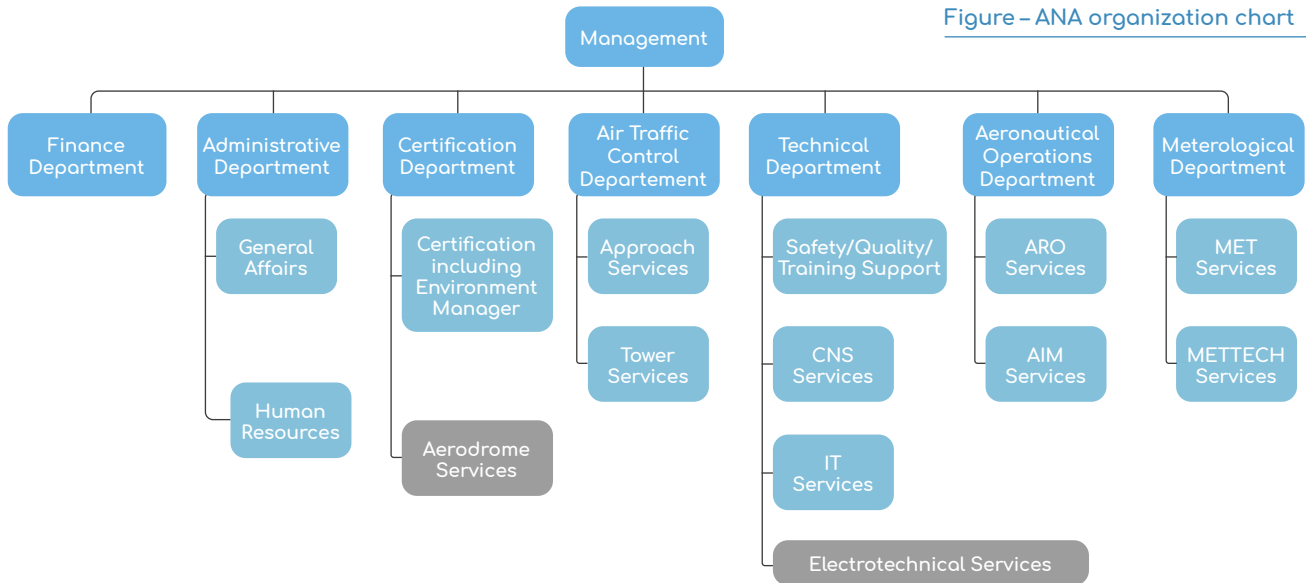 Figure – ANA organization chart
Management
Finance
Department
Administrative
Department
Certification
Department
Air Traffic
Control
Departement
Technical
Department
Aeronautical
Operations
Department
Meterological
Department
General
Affairs
Human
Resources
Certification
including
Environment
Manager
Aerodrome
Services
Approach
Services
Tower
Services
Safety/Quality/
Training Support
CNS
Services
IT
Services
Electrotechnical Services
ARO
Services
AIM
Services
MET
Services
METTECH
Services